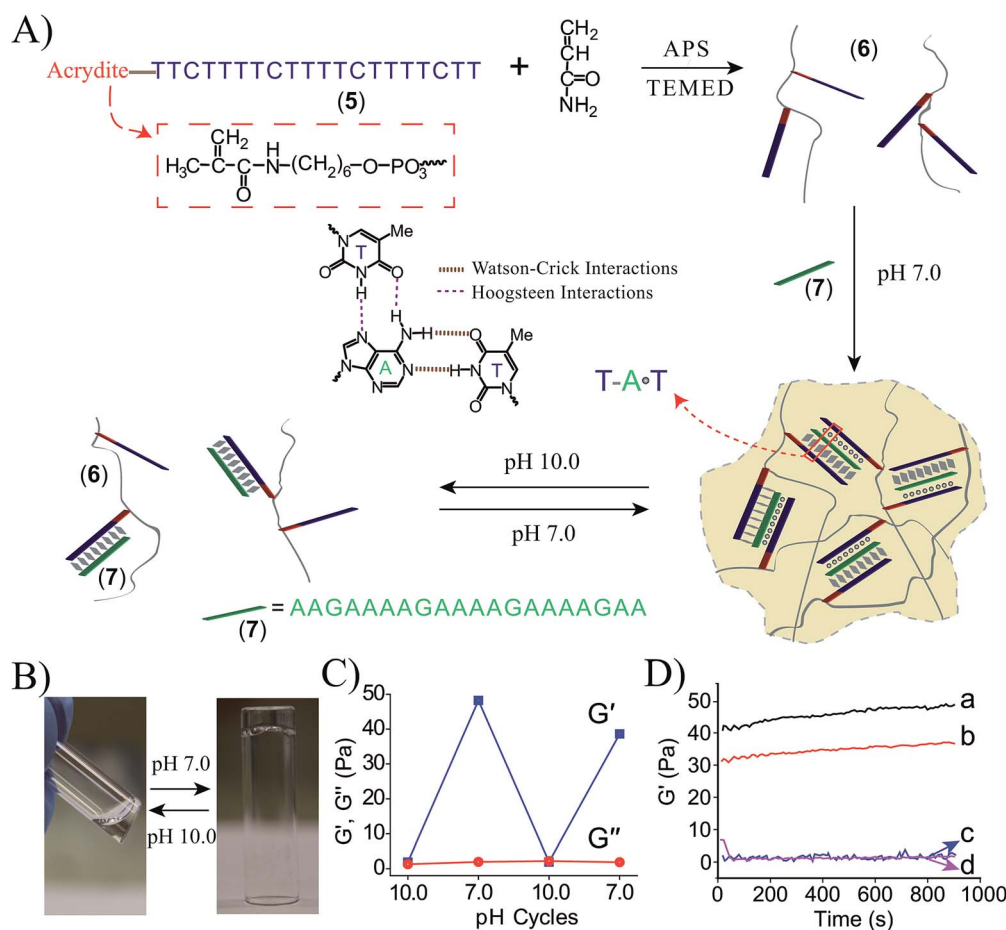 A)
Acrydite
TTCTTTTCTTTTCTTTTCTT
(5)
+
CH2
CH
C=O
NH2
APS
TEMED
(6)
CH2
H3C-C-C-N-(CH2)6-O-PO3
H
O
N
T
Me
O
N
O
H
Watson-Crick Interactions
Hoogsteen Interactions
(7)
pH 7.0
H
N-H
O
Me
N
N
A
N
H-N
T
N
N
O
N
T-A•T
(6)
(7)
pH 10.0
pH 7.0
(7)
= AAGAAAAGAAAAGAAAAGAA
B)
pH 7.0
pH 10.0
C)
G', G'' (Pa)
50
40
30
20
10
0
G'
G''
10.0 7.0 10.0 7.0
pH Cycles
D)
G' (Pa)
50
40
30
20
10
0
a
b
c
d
0 200 400 600 800 1000
Time (s)